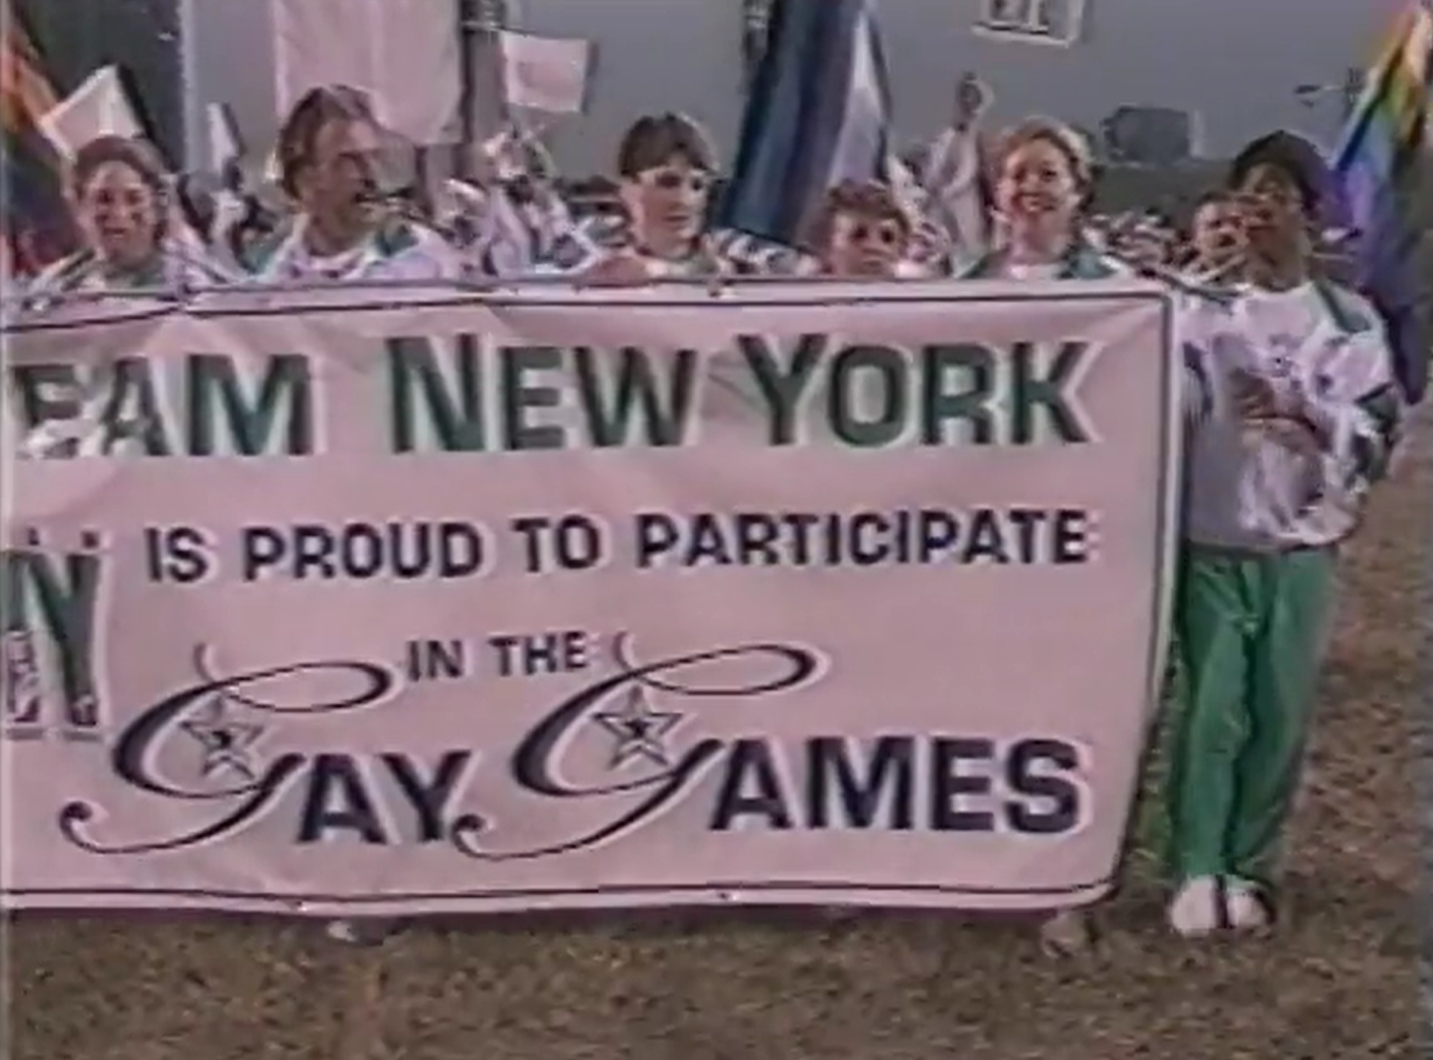 EAM NEW YORK
IS PROUD TO PARTICIPATE
IN THE
GAY GAMES